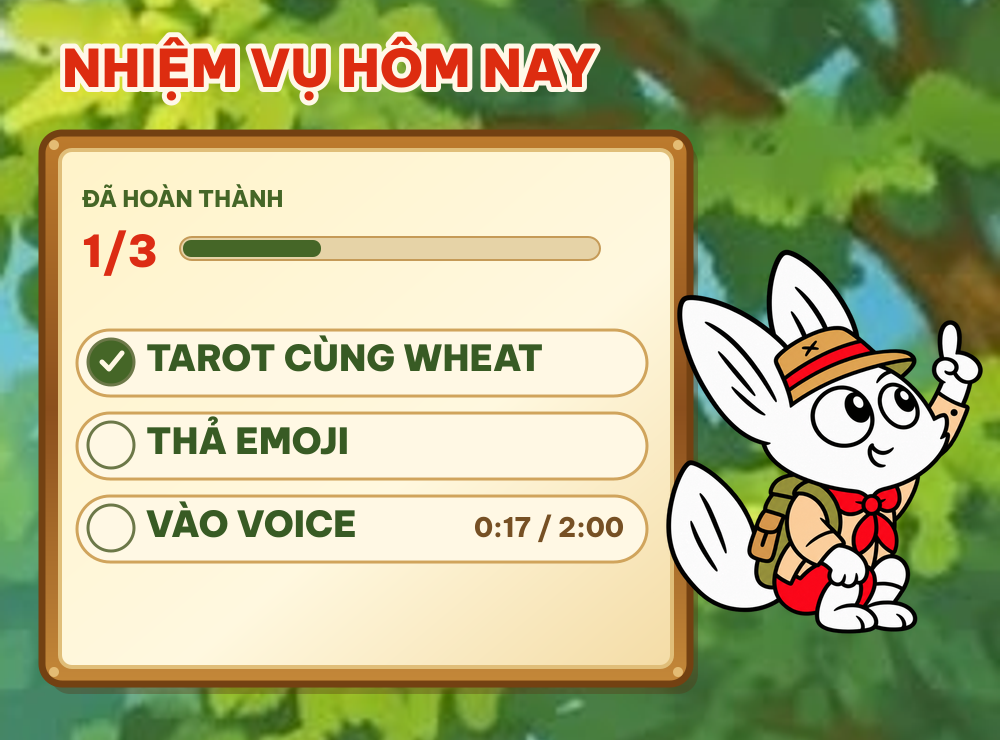 NHIỆM VỤ HÔM NAY
ĐÃ HOÀN THÀNH
1/3
TAROT CÙNG WHEAT
THẢ EMOJI
VÀO VOICE 0:17 / 2:00